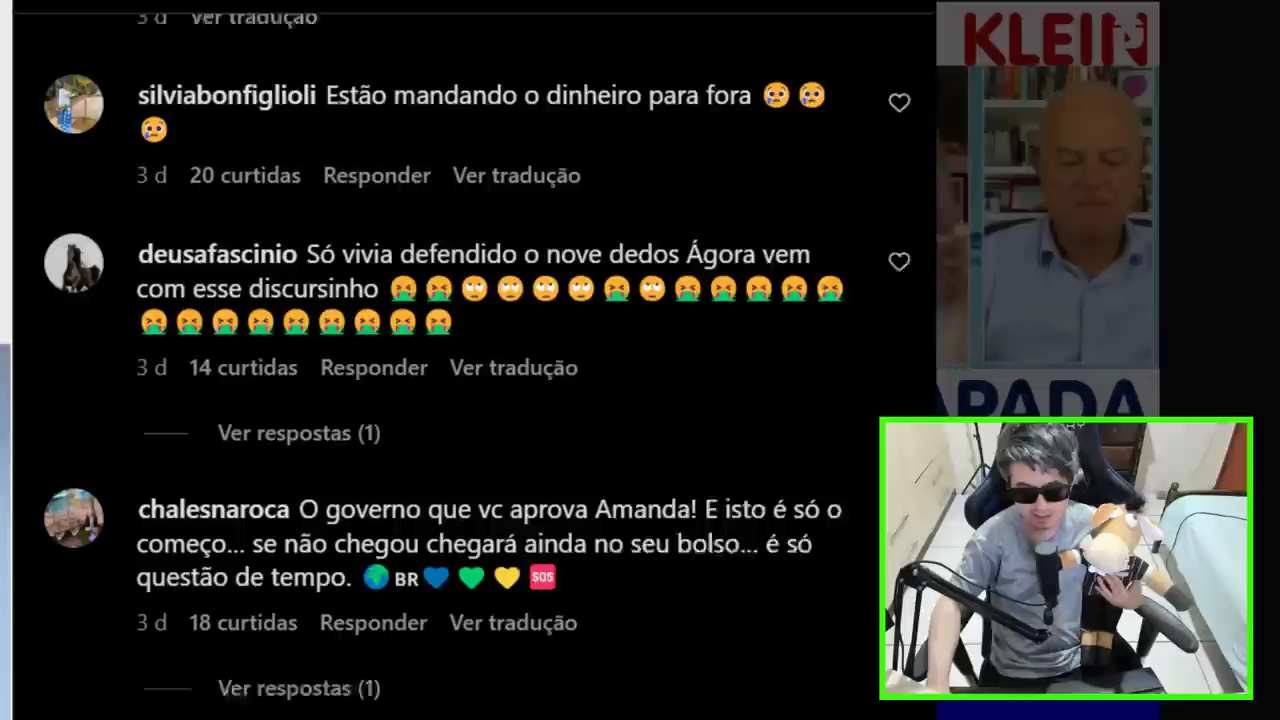 3 d Ver tradução
KLEIN
silviabonfiglioli Estão mandando o dinheiro para fora 😢 😢
😢
3 d 20 curtidas Responder Ver tradução
deusafascinio Só vivia defendido o nove dedos Ágora vem
com esse discursinho 🤮 🤮 🙄 🙄 🙄 🙄 🤮 🙄 🤮 🤮 🤮 🤮 🤮
🤮 🤮 🤮 🤮 🤮 🤮 🤮 🤮 🤮
3 d 14 curtidas Responder Ver tradução
APADA
Ver respostas (1)
chalesnaroca O governo que vc aprova Amanda! E isto é só o
começo... se não chegou chegará ainda no seu bolso... é só
questão de tempo. 🌍 BR 💙 💚 💛 🆘
3 d 18 curtidas Responder Ver tradução
Ver respostas (1)